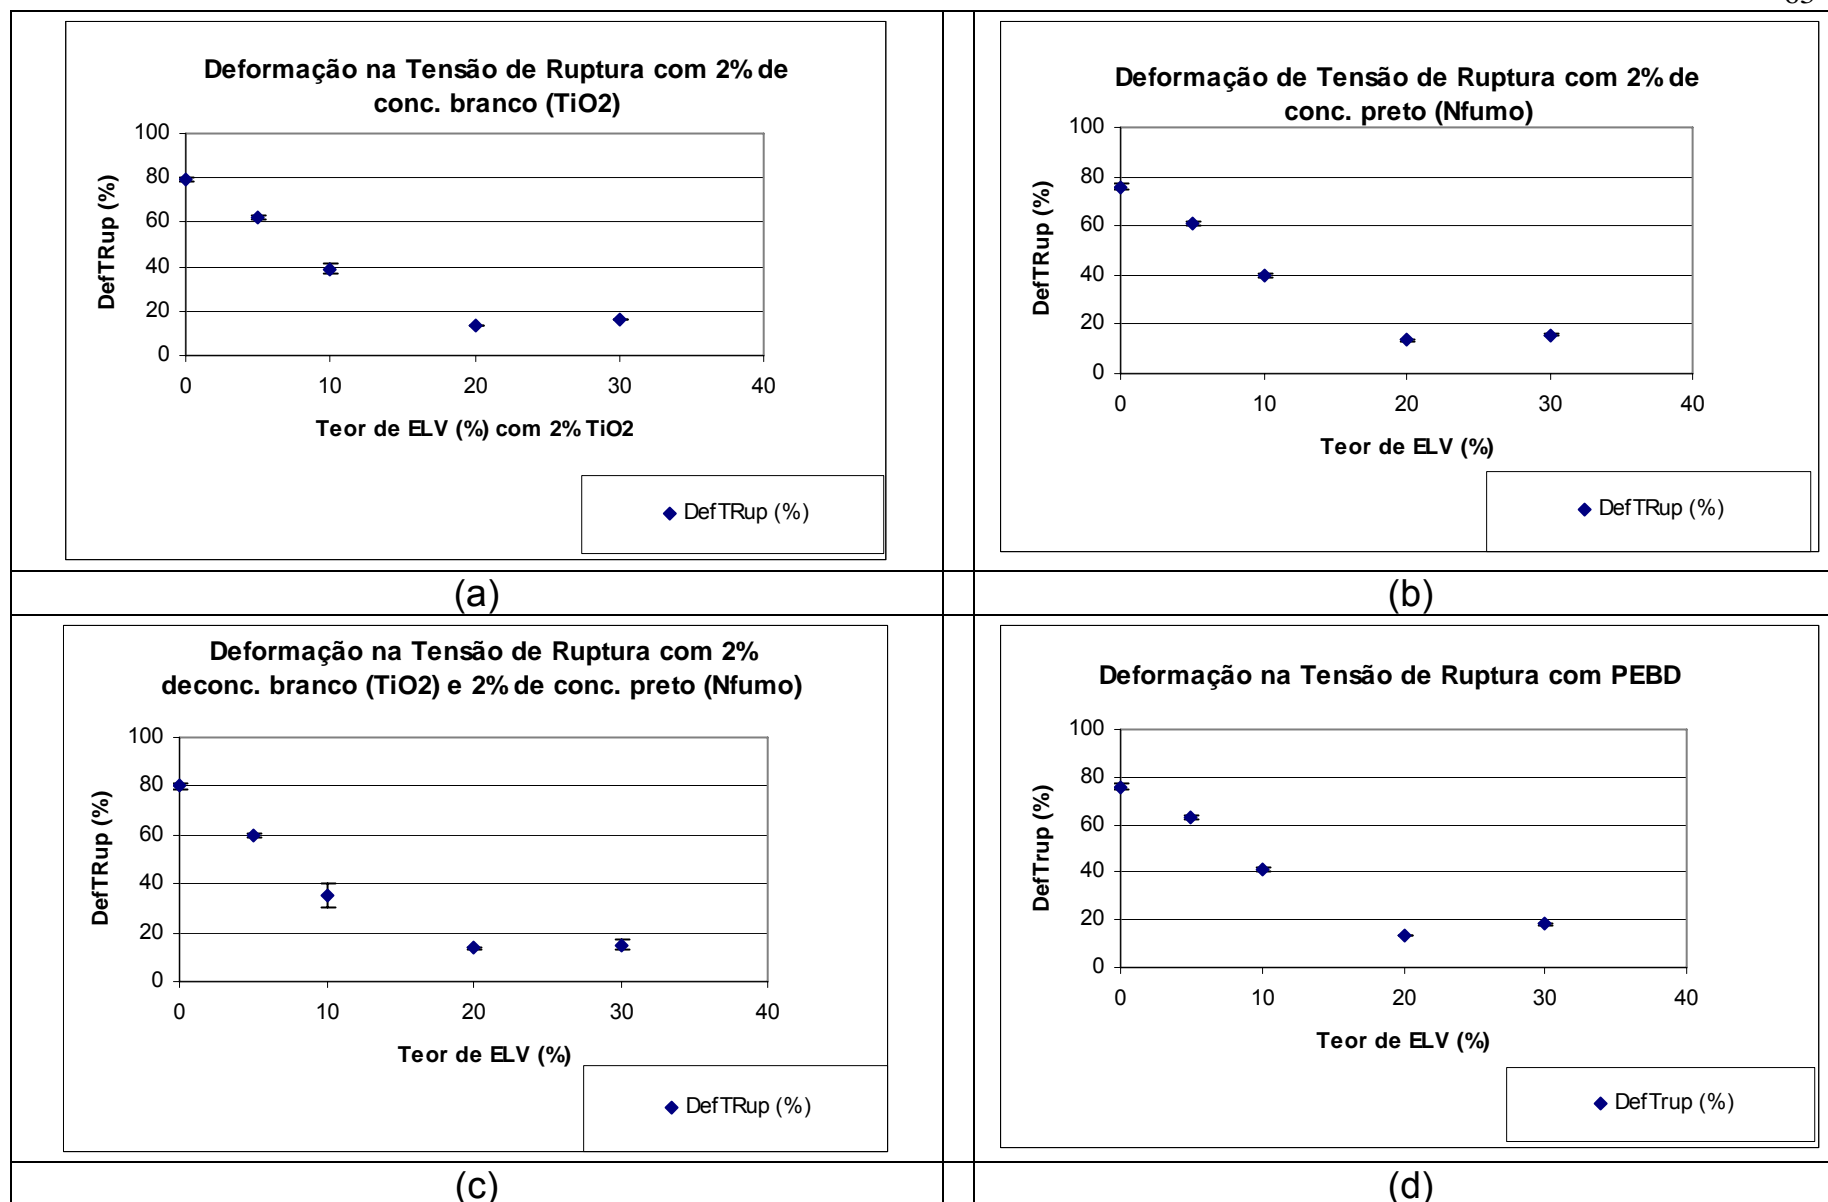 Deformação na Tensão de Ruptura com 2% de
conc. branco (TiO2)
100
80
60
40
20
0
DefTRup (%)
0 10 20 30 40
Teor de ELV (%) com 2% TiO2
DefTRup (%)
(a)
Deformação de Tensão de Ruptura com 2% de
conc. preto (Nfumo)
100
80
60
40
20
0
DefTRup (%)
0 10 20 30 40
Teor de ELV (%)
DefTRup (%)
(b)
Deformação na Tensão de Ruptura com 2%
deconc. branco (TiO2) e 2% de conc. preto (Nfumo)
100
80
60
40
20
0
DefTRup (%)
0 10 20 30 40
Teor de ELV (%)
DefTRup (%)
(c)
Deformação na Tensão de Ruptura com PEBD
100
80
60
40
20
0
DefTrup (%)
0 10 20 30 40
Teor de ELV (%)
DefTrup (%)
(d)